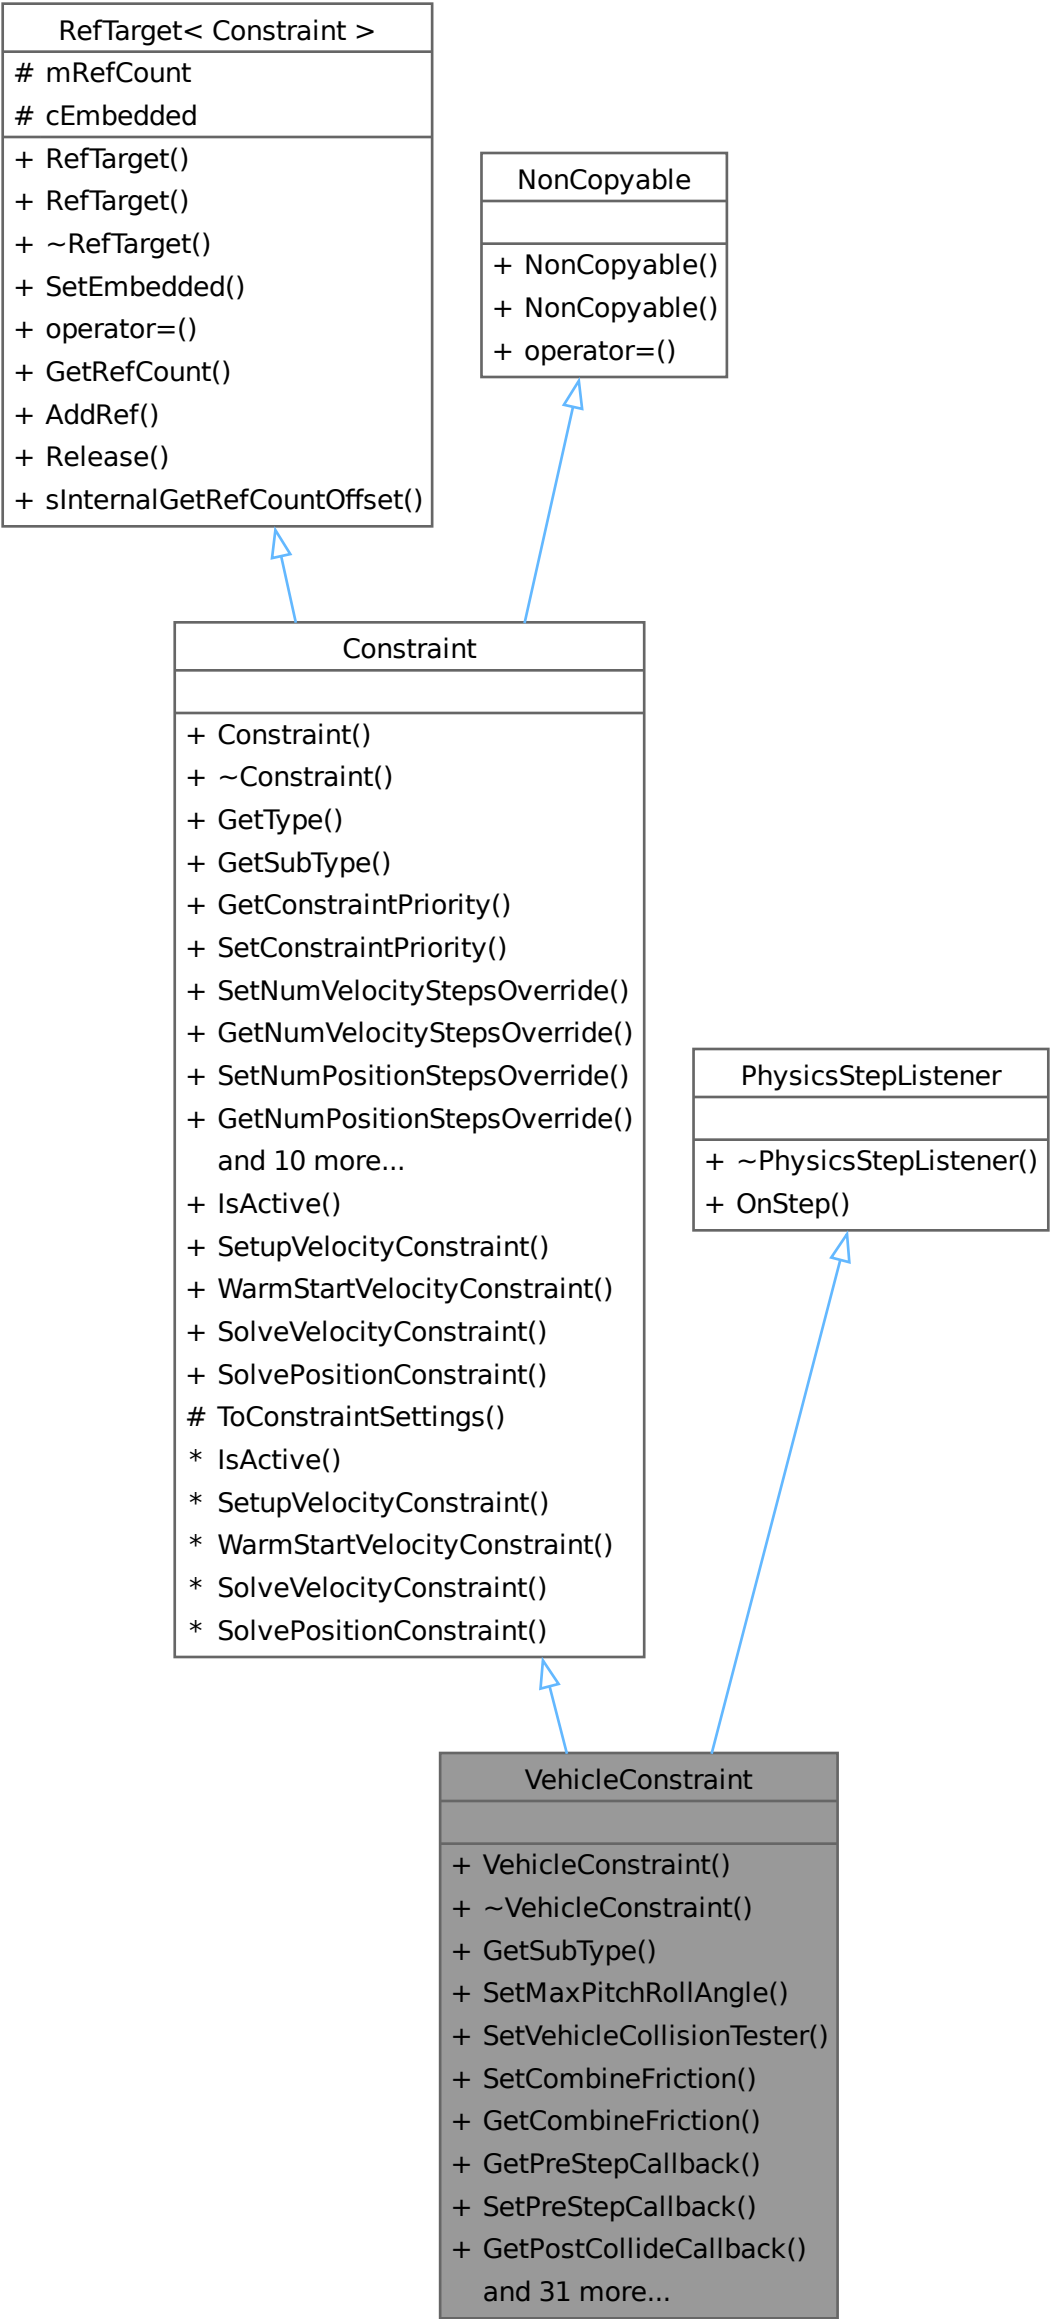 RefTarget< Constraint >
# mRefCount
# cEmbedded
+ RefTarget()
+ RefTarget()
+ ~RefTarget()
+ SetEmbedded()
+ operator=()
+ GetRefCount()
+ AddRef()
+ Release()
+ sInternalGetRefCountOffset()
NonCopyable
+ NonCopyable()
+ NonCopyable()
+ operator=()
Constraint
+ Constraint()
+ ~Constraint()
+ GetType()
+ GetSubType()
+ GetConstraintPriority()
+ SetConstraintPriority()
+ SetNumVelocityStepsOverride()
+ GetNumVelocityStepsOverride()
+ SetNumPositionStepsOverride()
+ GetNumPositionStepsOverride()
and 10 more...
+ IsActive()
+ SetupVelocityConstraint()
+ WarmStartVelocityConstraint()
+ SolveVelocityConstraint()
+ SolvePositionConstraint()
# ToConstraintSettings()
* IsActive()
* SetupVelocityConstraint()
* WarmStartVelocityConstraint()
* SolveVelocityConstraint()
* SolvePositionConstraint()
PhysicsStepListener
+ ~PhysicsStepListener()
+ OnStep()
VehicleConstraint
+ VehicleConstraint()
+ ~VehicleConstraint()
+ GetSubType()
+ SetMaxPitchRollAngle()
+ SetVehicleCollisionTester()
+ SetCombineFriction()
+ GetCombineFriction()
+ GetPreStepCallback()
+ SetPreStepCallback()
+ GetPostCollideCallback()
and 31 more...